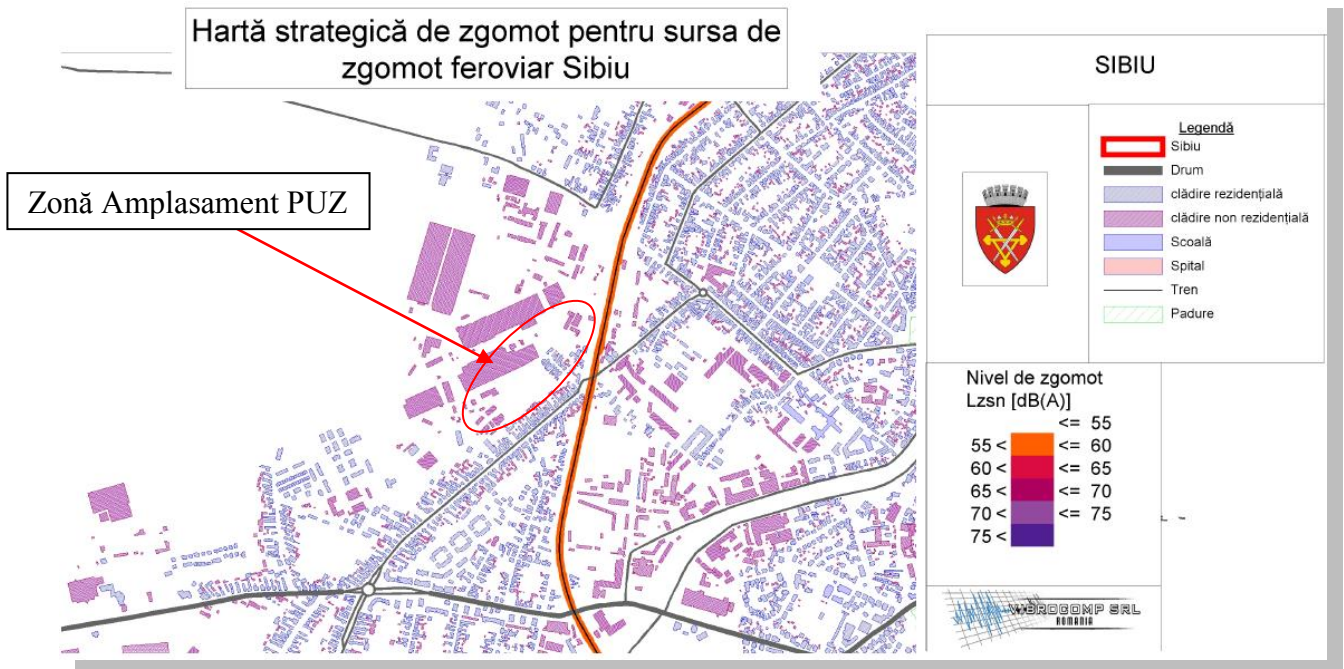 Hartă strategică de zgomot pentru sursa de
zgomot feroviar Sibiu
Zonă Amplasament PUZ
SIBIU
Legendă
Sibiu
Drum
clădire rezidențială
clădire non rezidențială
Scoală
Spital
Tren
Padure
Nivel de zgomot
Lzsn [dB(A)]
<= 55
55 < <= 60
60 < <= 65
65 < <= 70
70 < <= 75
75 <
VIBROCOMP SRL
ROMANIA